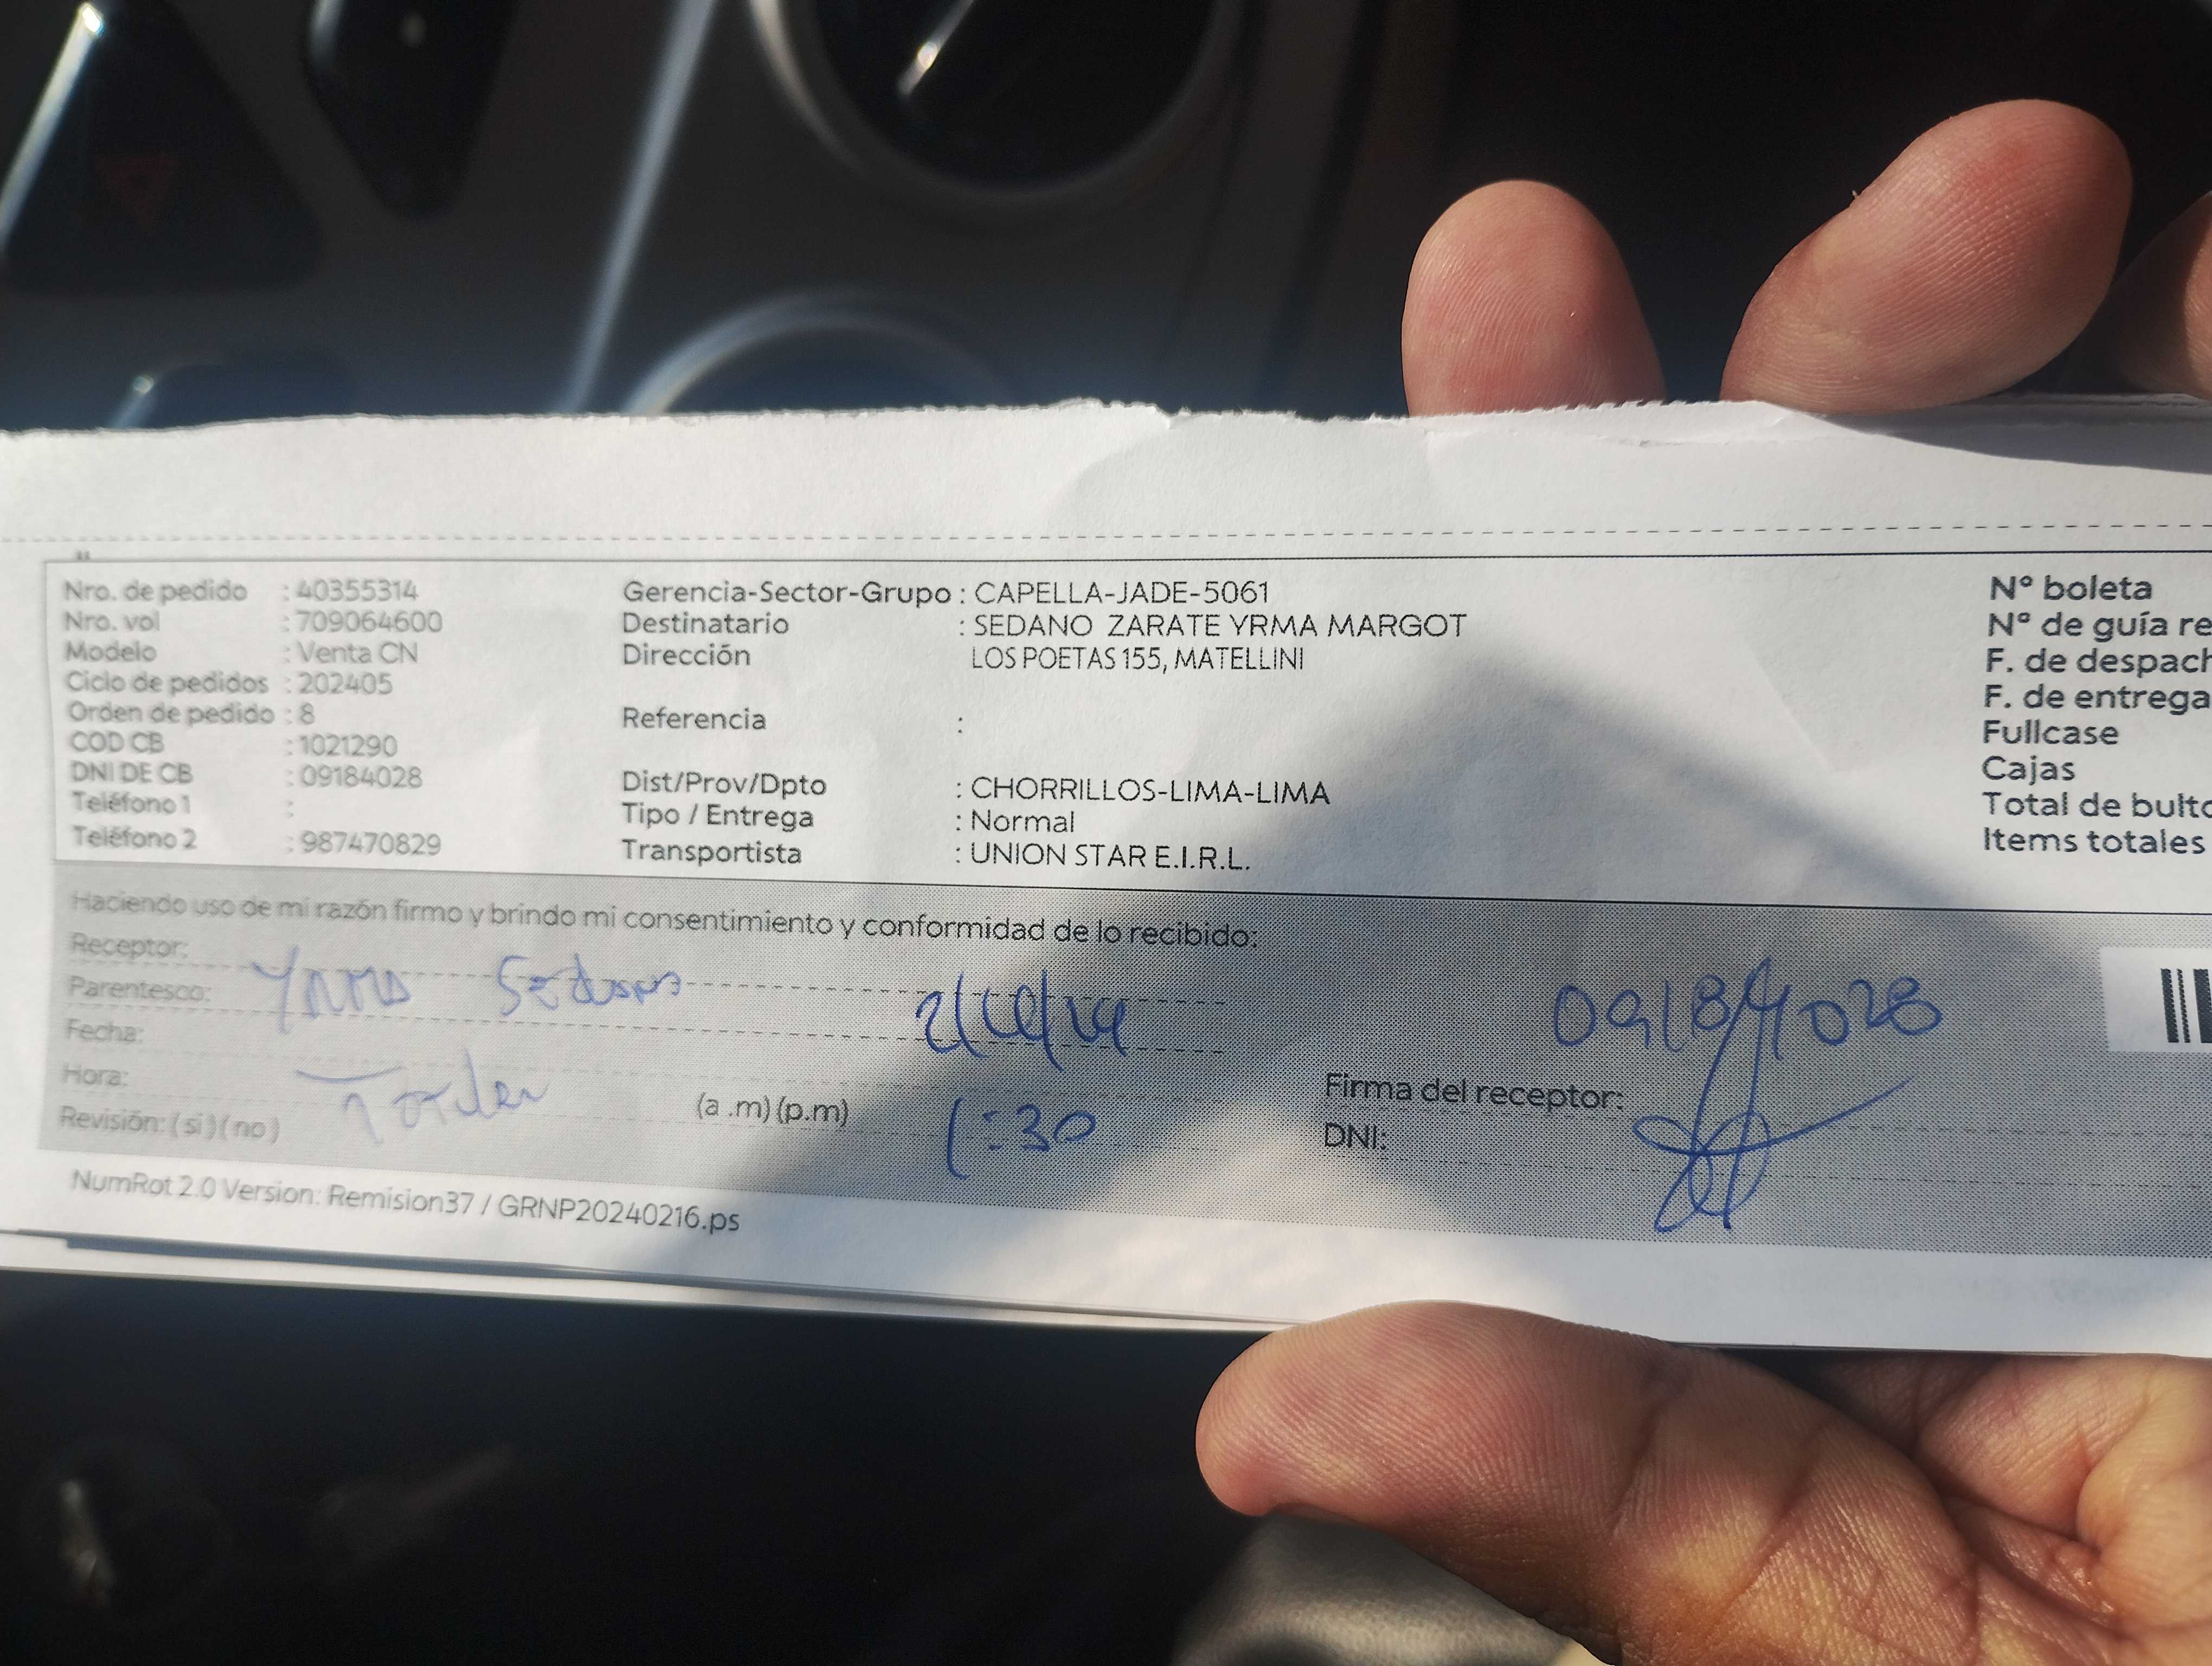 Nro. de pedido : 40355314
Nro. vol : 709064600
Modelo : Venta CN
Ciclo de pedidos : 202405
Orden de pedido : 8
COD CB : 1021290
DNI DE CB : 09184028
Teléfono 1 :
Teléfono 2 : 987470829
Gerencia-Sector-Grupo : CAPELLA-JADE-5061
Destinatario : SEDANO ZARATE YRMA MARGOT
Dirección LOS POETAS 155, MATELLINI
Referencia :
Dist/Prov/Dpto : CHORRILLOS-LIMA-LIMA
Tipo / Entrega : Normal
Transportista : UNION STAR E.I.R.L.
Nº boleta
Nº de guía re
F. de despach
F. de entrega
Fullcase
Cajas
Total de bulto
Items totales
Haciendo uso de mi razón firmo y brindo mi consentimiento y conformidad de lo recibido:
Receptor:
Parentesco: Yrma Sedano
Fecha:
Hora: (a .m) (p.m) 1:30
Revisión: ( si ) ( no )
09184028
Firma del receptor:
DNI:
NumRot 2.0 Version: Remision37 / GRNP20240216.ps